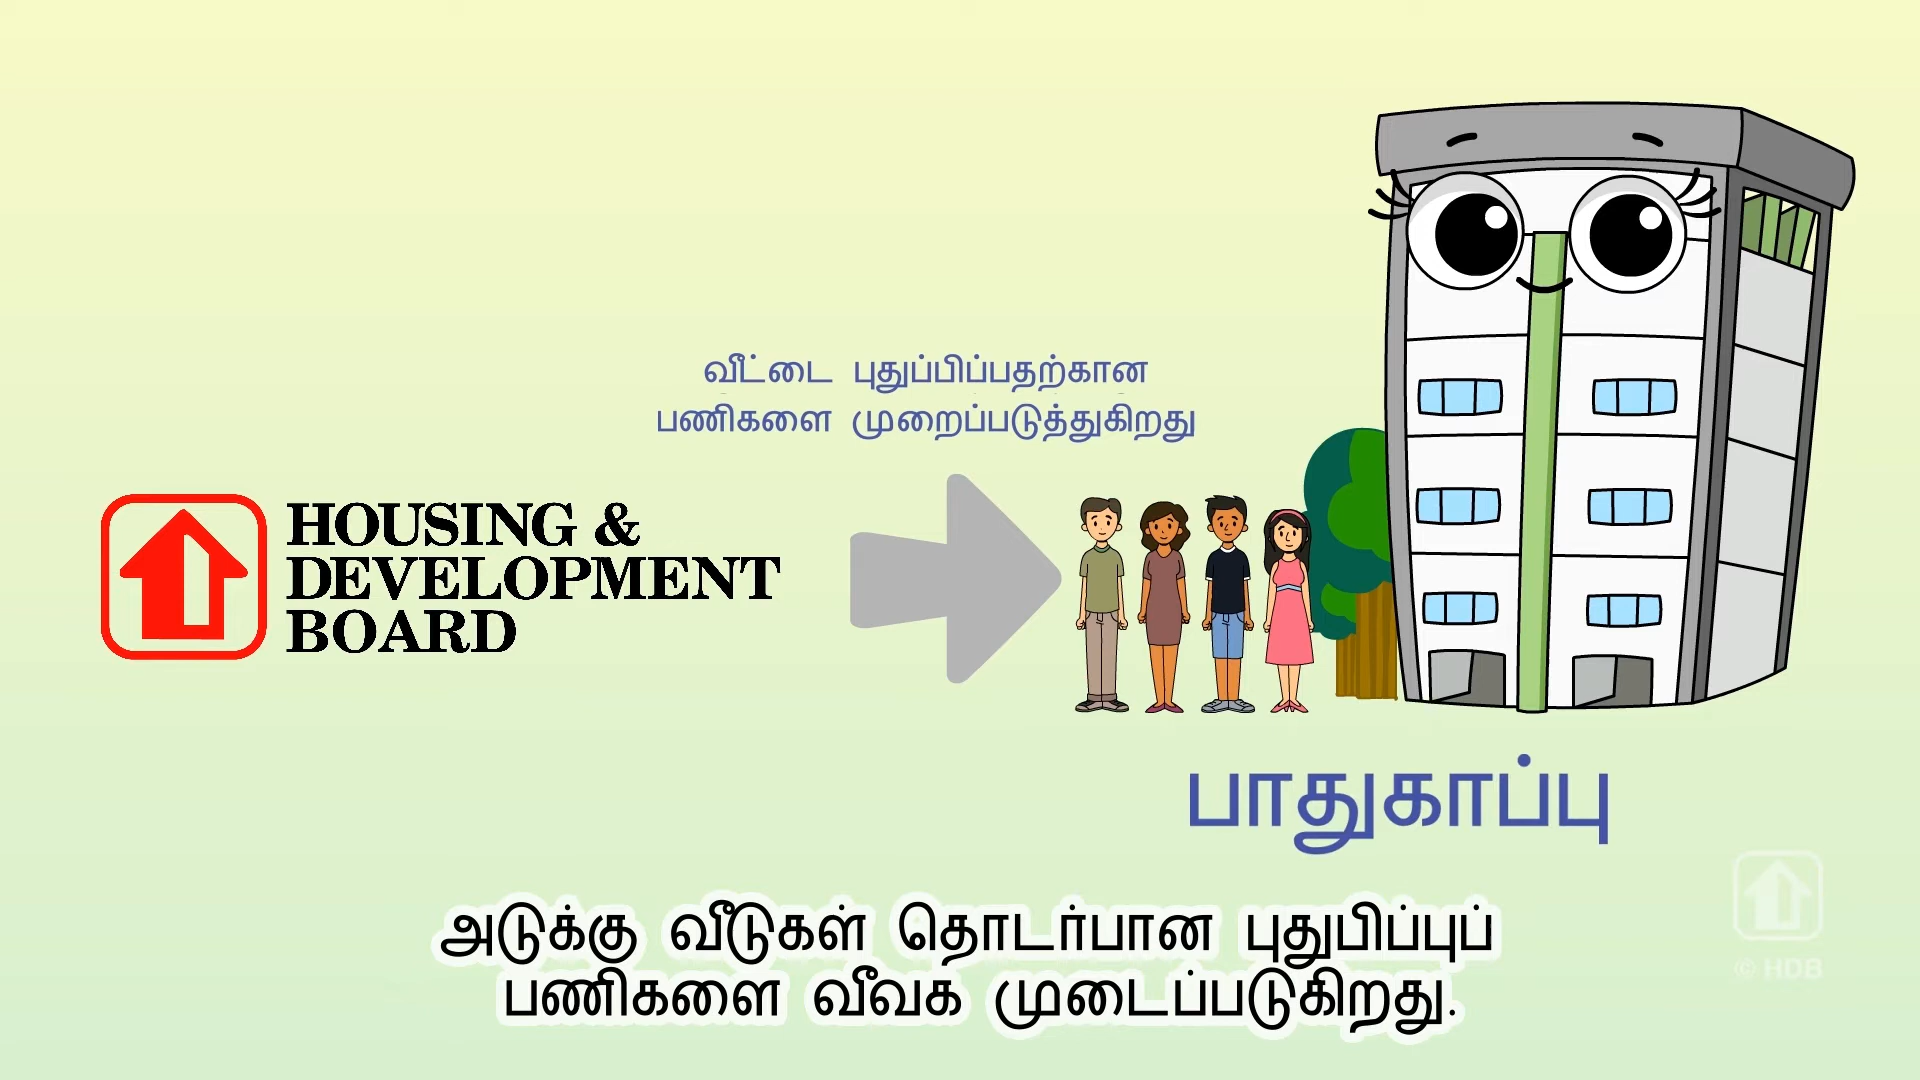 வீட்டை புதுப்பிப்பதற்கான
பணிகளை முறைப்படுத்துகிறது
HOUSING &
DEVELOPMENT
BOARD
பாதுகாப்பு
© HDB
அடுக்கு வீடுகள் தொடர்பான புதுபிப்புப்
பணிகளை வீவக முடைப்படுகிறது.